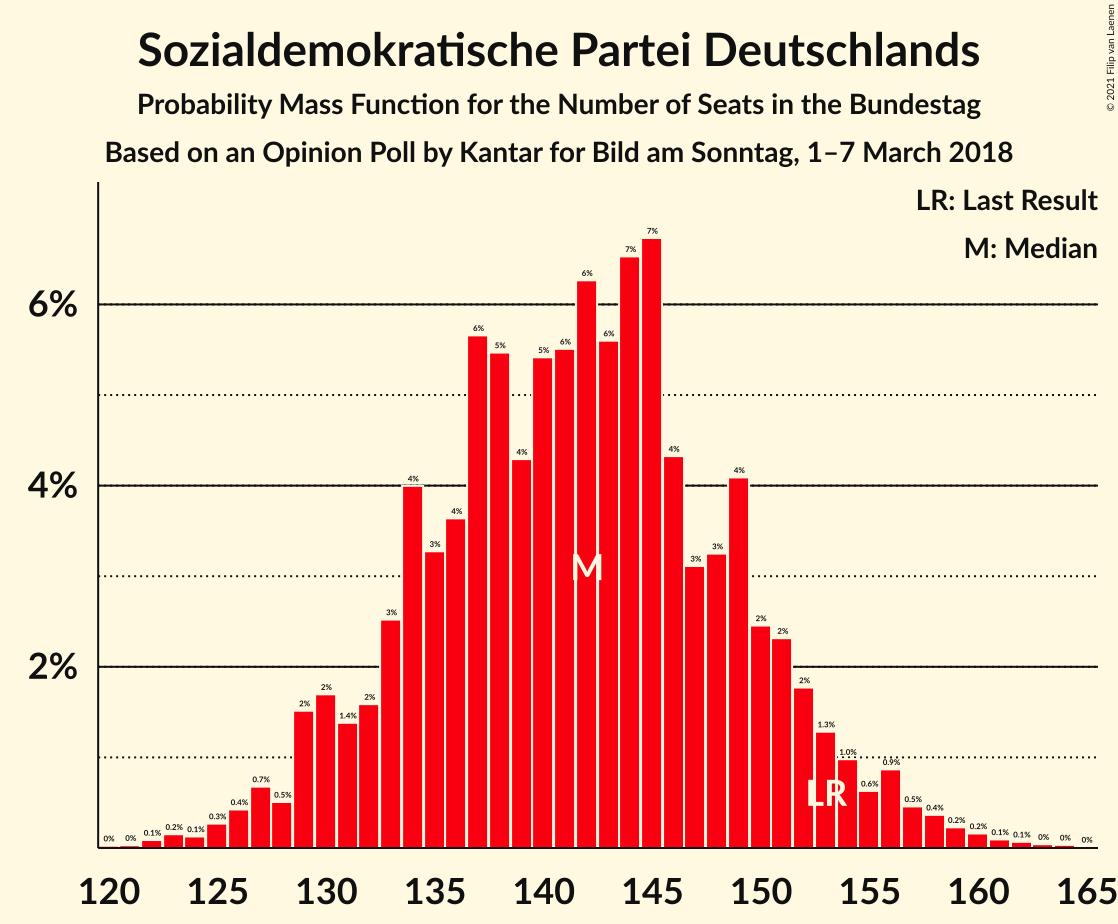 © 2021 Filip van Laenen
Sozialdemokratische Partei Deutschlands
Probability Mass Function for the Number of Seats in the Bundestag
Based on an Opinion Poll by Kantar for Bild am Sonntag, 1–7 March 2018
LR: Last Result
M: Median
6%
4%
2%
0% 0% 0.1% 0.2% 0.1% 0.3% 0.4% 0.7% 0.5% 2% 2% 1.4% 2% 3% 4% 3% 4% 6% 5% 4% 5% 6% 6% 6% 7% 7% 4% 3% 3% 4% 2% 2% 2% 1.3% 1.0% 0.6% 0.9% 0.5% 0.4% 0.2% 0.2% 0.1% 0.1% 0% 0% 0%
M
LR
120 125 130 135 140 145 150 155 160 165